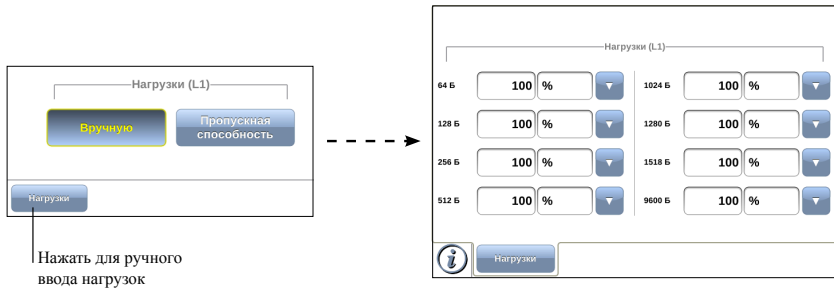 Нагрузки (L1)
Вручную
Пропускная
способность
Нагрузки
Нажать для ручного
ввода нагрузок
Нагрузки (L1)
64 Б 100 % 1024 Б 100 %
128 Б 100 % 1280 Б 100 %
256 Б 100 % 1518 Б 100 %
512 Б 100 % 9600 Б 100 %
i Нагрузки